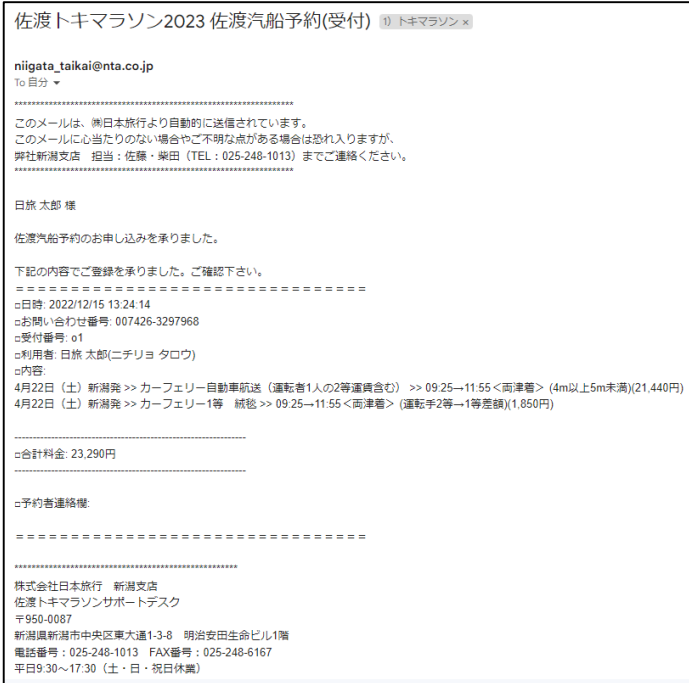 佐渡トキマラソン2023 佐渡汽船予約(受付) 1) トキマラソン ×
niigata_taikai@nta.co.jp
To 自分
****************************************************************
このメールは、㈱日本旅行より自動的に送信されています。
このメールに心当たりのない場合やご不明な点がある場合は恐れ入りますが、
弊社新潟支店 担当:佐藤・柴田(TEL:025-248-1013)までご連絡ください。
****************************************************************
日旅 太郎 様
佐渡汽船予約のお申し込みを承りました。
下記の内容でご登録を承りました。ご確認下さい。
================================
□日時: 2022/12/15 13:24:14
□お問い合わせ番号: 007426-3297968
□受付番号: o1
□利用者: 日旅 太郎(ニチリョ タロウ)
□内容:
4月22日(土)新潟発 >> カーフェリー自動車航送(運転者1人の2等運賃含む) >> 09:25→11:55<両津着> (4m以上5m未満)(21,440円)
4月22日(土)新潟発 >> カーフェリー1等 絨毯 >> 09:25→11:55<両津着> (運転手2等→1等差額)(1,850円)
----------------------------------------------------------------
□合計料金: 23,290円
----------------------------------------------------------------
□予約者連絡欄:
================================
****************************************************
株式会社日本旅行 新潟支店
佐渡トキマラソンサポートデスク
〒950-0087
新潟県新潟市中央区東大通1-3-8 明治安田生命ビル1階
電話番号:025-248-1013 FAX番号:025-248-6167
平日9:30~17:30(土・日・祝日休業)